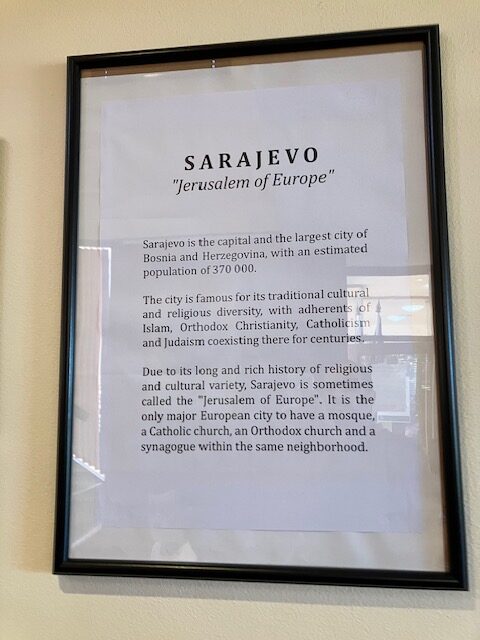 SARAJEVO
"Jerusalem of Europe"
Sarajevo is the capital and the largest city of
Bosnia and Herzegovina, with an estimated
population of 370 000.
The city is famous for its traditional cultural
and religious diversity, with adherents of
Islam, Orthodox Christianity, Catholicism
and Judaism coexisting there for centuries.
Due to its long and rich history of religious
and cultural variety, Sarajevo is sometimes
called the "Jerusalem of Europe". It is the
only major European city to have a mosque,
a Catholic church, an Orthodox church and a
synagogue within the same neighborhood.